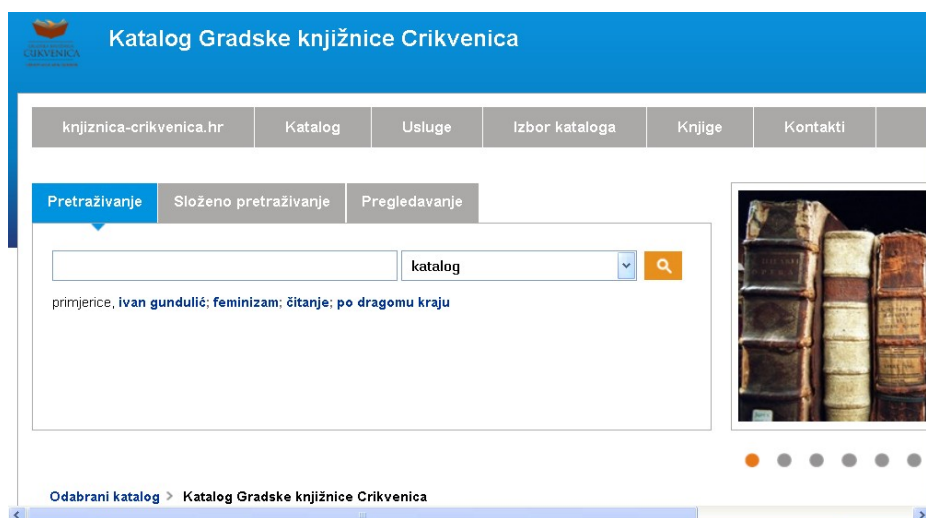 CRIKVENICA
Katalog Gradske knjižnice Crikvenica
knjiznica-crikvenica.hr Katalog Usluge Izbor kataloga Knjige Kontakti
Pretraživanje Složeno pretraživanje Pregledavanje
katalog
primjerice, ivan gundulić; feminizam; čitanje; po dragomu kraju
Odabrani katalog > Katalog Gradske knjižnice Crikvenica